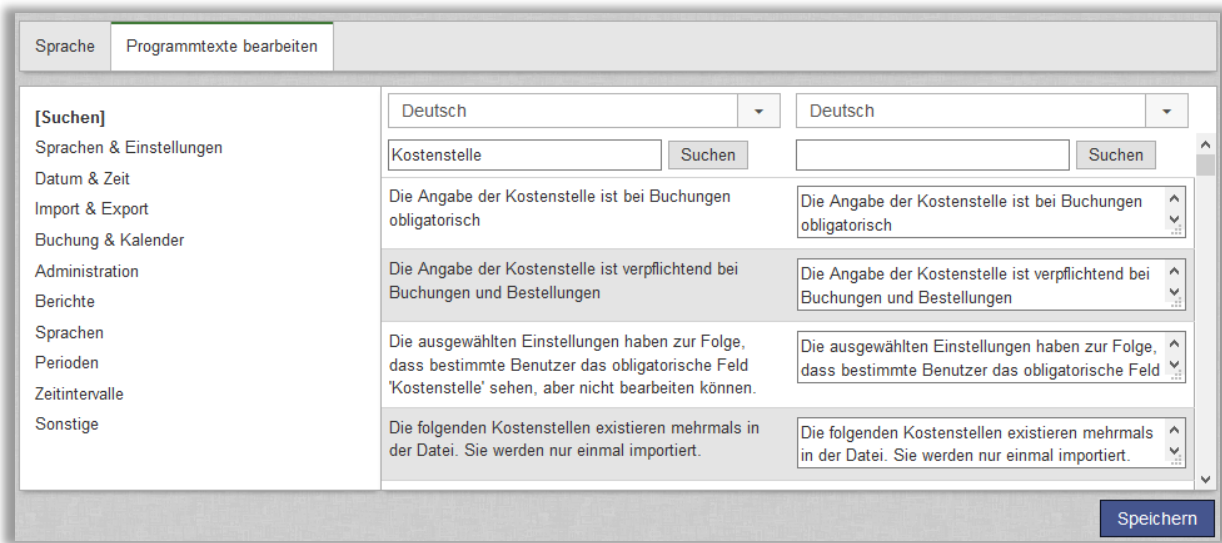 Sprache
Programmtexte bearbeiten
[Suchen]
Sprachen & Einstellungen
Datum & Zeit
Import & Export
Buchung & Kalender
Administration
Berichte
Sprachen
Perioden
Zeitintervalle
Sonstige
Deutsch
Deutsch
Kostenstelle
Suchen
Suchen
Die Angabe der Kostenstelle ist bei Buchungen
obligatorisch
Die Angabe der Kostenstelle ist bei Buchungen
obligatorisch
Die Angabe der Kostenstelle ist verpflichtend bei
Buchungen und Bestellungen
Die Angabe der Kostenstelle ist verpflichtend bei
Buchungen und Bestellungen
Die ausgewählten Einstellungen haben zur Folge,
dass bestimmte Benutzer das obligatorische Feld
'Kostenstelle' sehen, aber nicht bearbeiten können.
Die ausgewählten Einstellungen haben zur Folge,
dass bestimmte Benutzer das obligatorische Feld
Die folgenden Kostenstellen existieren mehrmals in
der Datei. Sie werden nur einmal importiert.
Die folgenden Kostenstellen existieren mehrmals
in der Datei. Sie werden nur einmal importiert.
Speichern